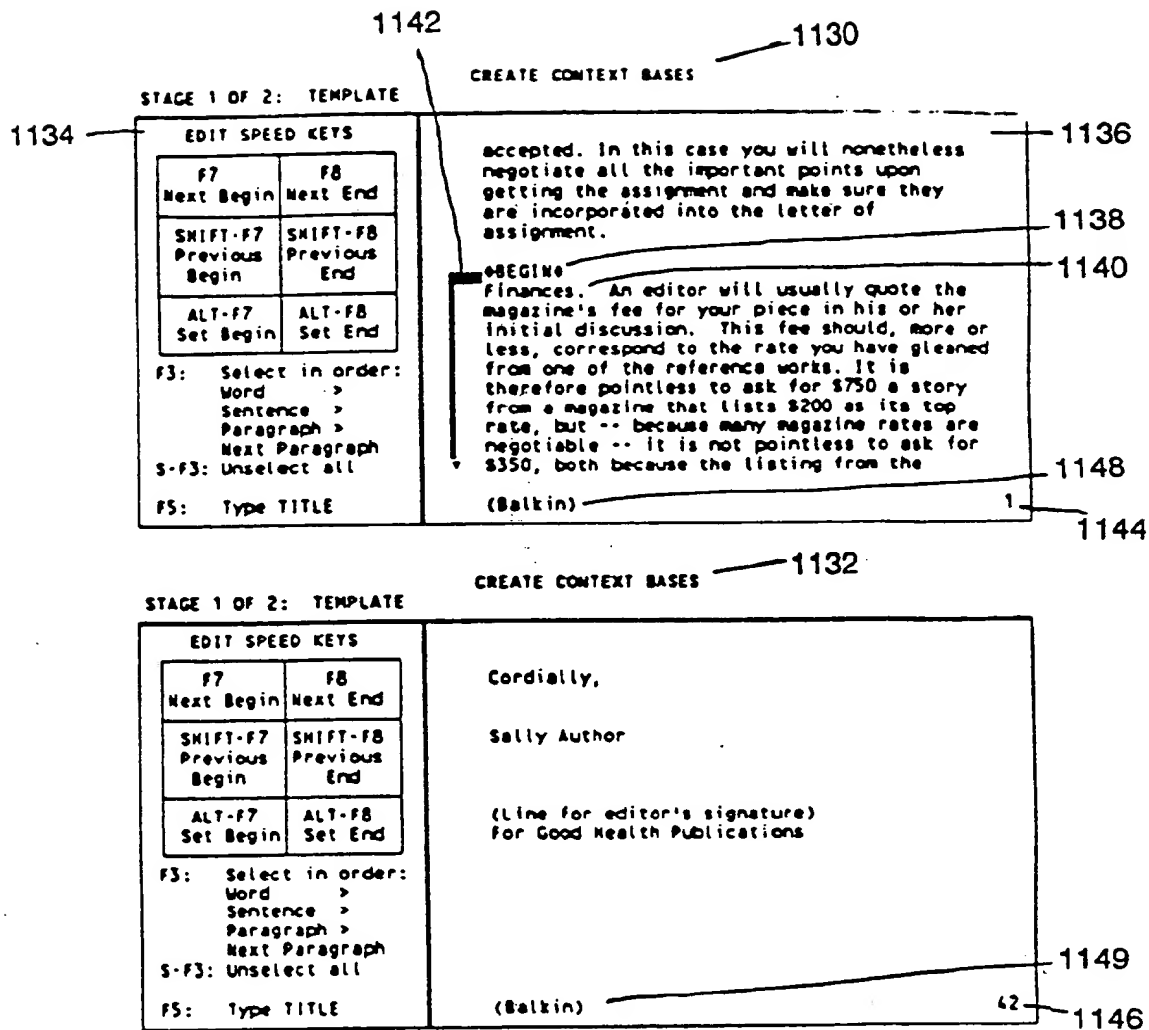 1142
1130
CREATE CONTEXT BASES
STAGE 1 OF 2: TEMPLATE
1134
EDIT SPEED KEYS
F7 F8
Next Begin Next End
SHIFT-F7 SHIFT-F8
Previous Previous
Begin End
ALT-F7 ALT-F8
Set Begin Set End
F3: Select in order:
Word >
Sentence >
Paragraph >
Next Paragraph
S-F3: Unselect all
F5: Type TITLE
1136
accepted. In this case you will nonetheless
negotiate all the important points upon
getting the assignment and make sure they
are incorporated into the letter of
assignment.
1138
◆BEGIN◆
1140
Finances. An editor will usually quote the
magazine's fee for your piece in his or her
initial discussion. This fee should, more or
less, correspond to the rate you have gleaned
from one of the reference works. It is
therefore pointless to ask for $750 a story
from a magazine that lists $200 as its top
rate, but -- because many magazine rates are
negotiable -- it is not pointless to ask for
$350, both because the listing from the
1148
(Balkin) 1
1144
1132
CREATE CONTEXT BASES
STAGE 1 OF 2: TEMPLATE
EDIT SPEED KEYS
F7 F8
Next Begin Next End
SHIFT-F7 SHIFT-F8
Previous Previous
Begin End
ALT-F7 ALT-F8
Set Begin Set End
F3: Select in order:
Word >
Sentence >
Paragraph >
Next Paragraph
S-F3: Unselect all
F5: Type TITLE
Cordially,
Sally Author
(Line for editor's signature)
For Good Health Publications
1149
(Balkin) 42
1146